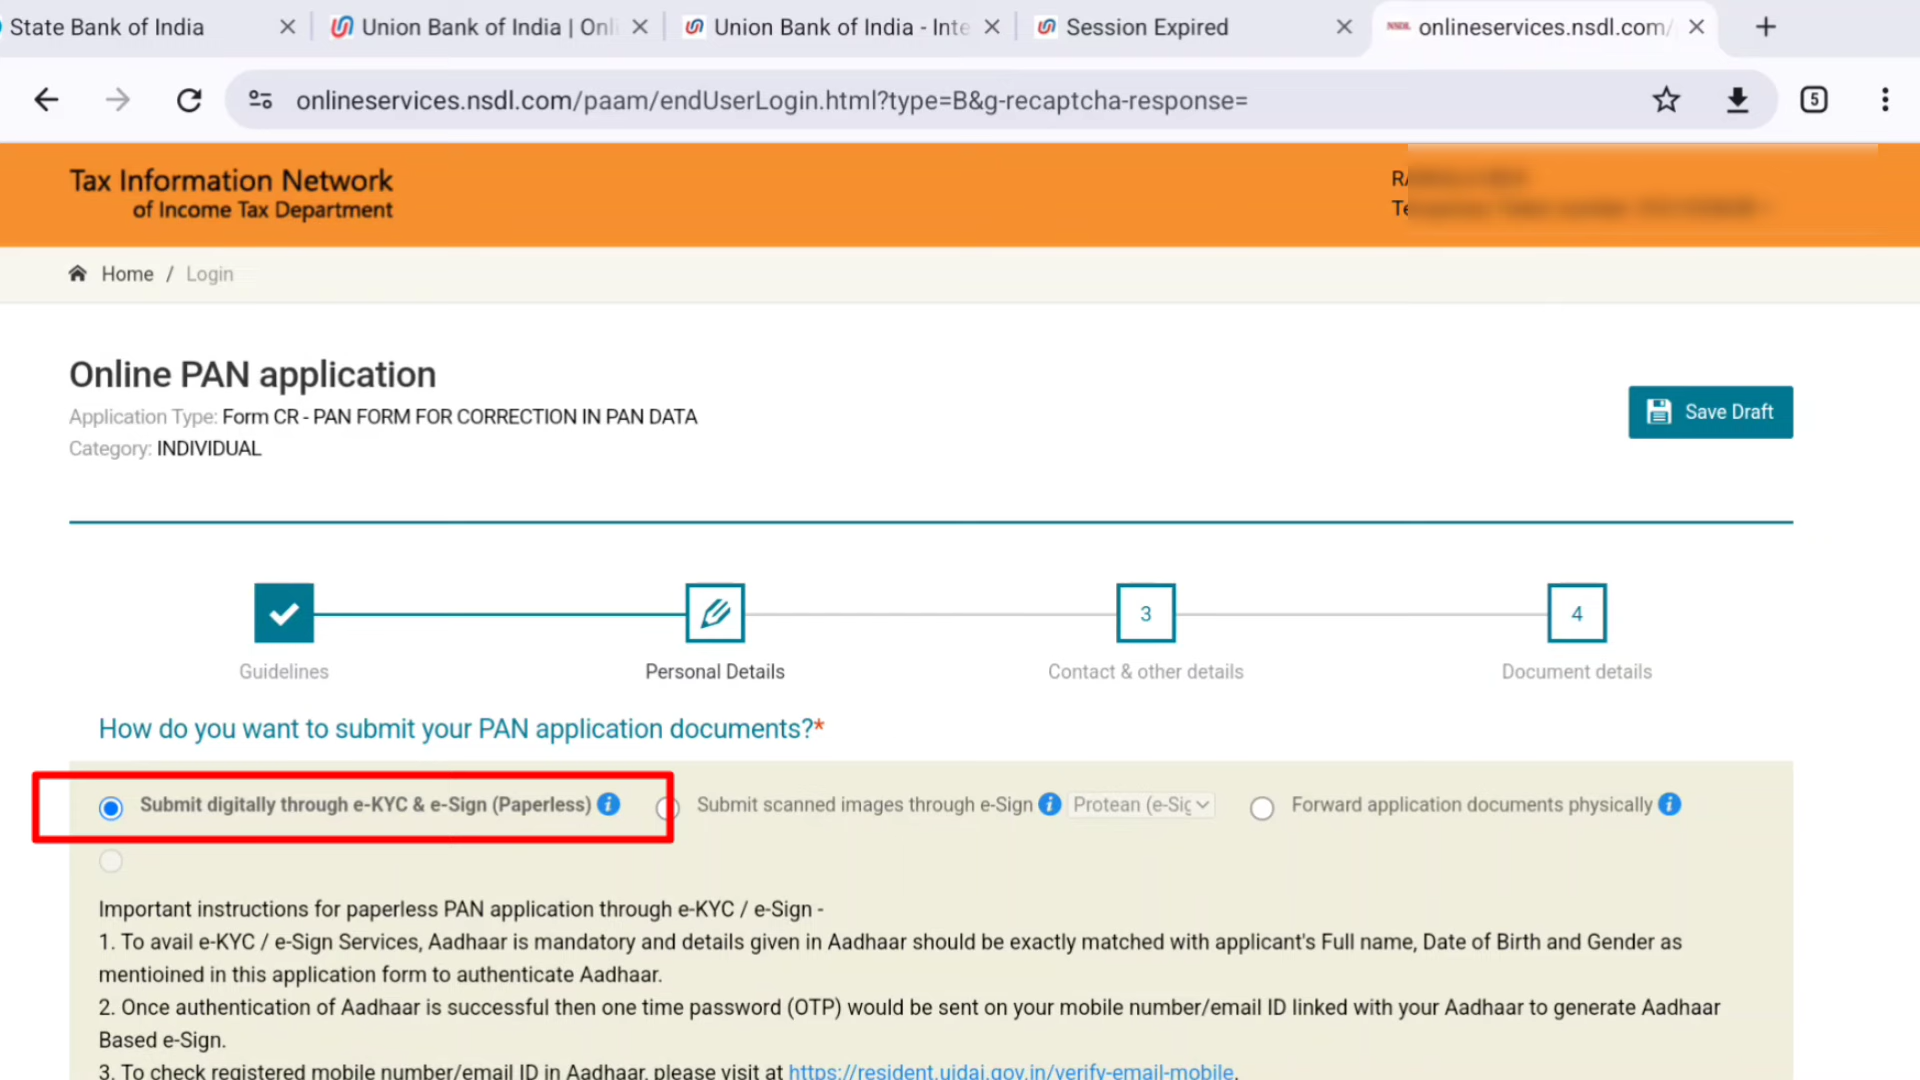 State Bank of India
Union Bank of India | Onli
Union Bank of India - Inte
Session Expired
NSDL onlineservices.nsdl.com/
onlineservices.nsdl.com/paam/endUserLogin.html?type=B&g-recaptcha-response=
5
Tax Information Network
of Income Tax Department
Home / Login
Online PAN application
Application Type: Form CR - PAN FORM FOR CORRECTION IN PAN DATA
Category: INDIVIDUAL
Save Draft
3
4
Guidelines
Personal Details
Contact & other details
Document details
How do you want to submit your PAN application documents?*
Submit digitally through e-KYC & e-Sign (Paperless)
Submit scanned images through e-Sign
Protean (e-Sig
Forward application documents physically
Important instructions for paperless PAN application through e-KYC / e-Sign -
1. To avail e-KYC / e-Sign Services, Aadhaar is mandatory and details given in Aadhaar should be exactly matched with applicant's Full name, Date of Birth and Gender as
mentioined in this application form to authenticate Aadhaar.
2. Once authentication of Aadhaar is successful then one time password (OTP) would be sent on your mobile number/email ID linked with your Aadhaar to generate Aadhaar
Based e-Sign.
3. To check registered mobile number/email ID in Aadhaar, please visit at https://resident.uidai.gov.in/verify-email-mobile.